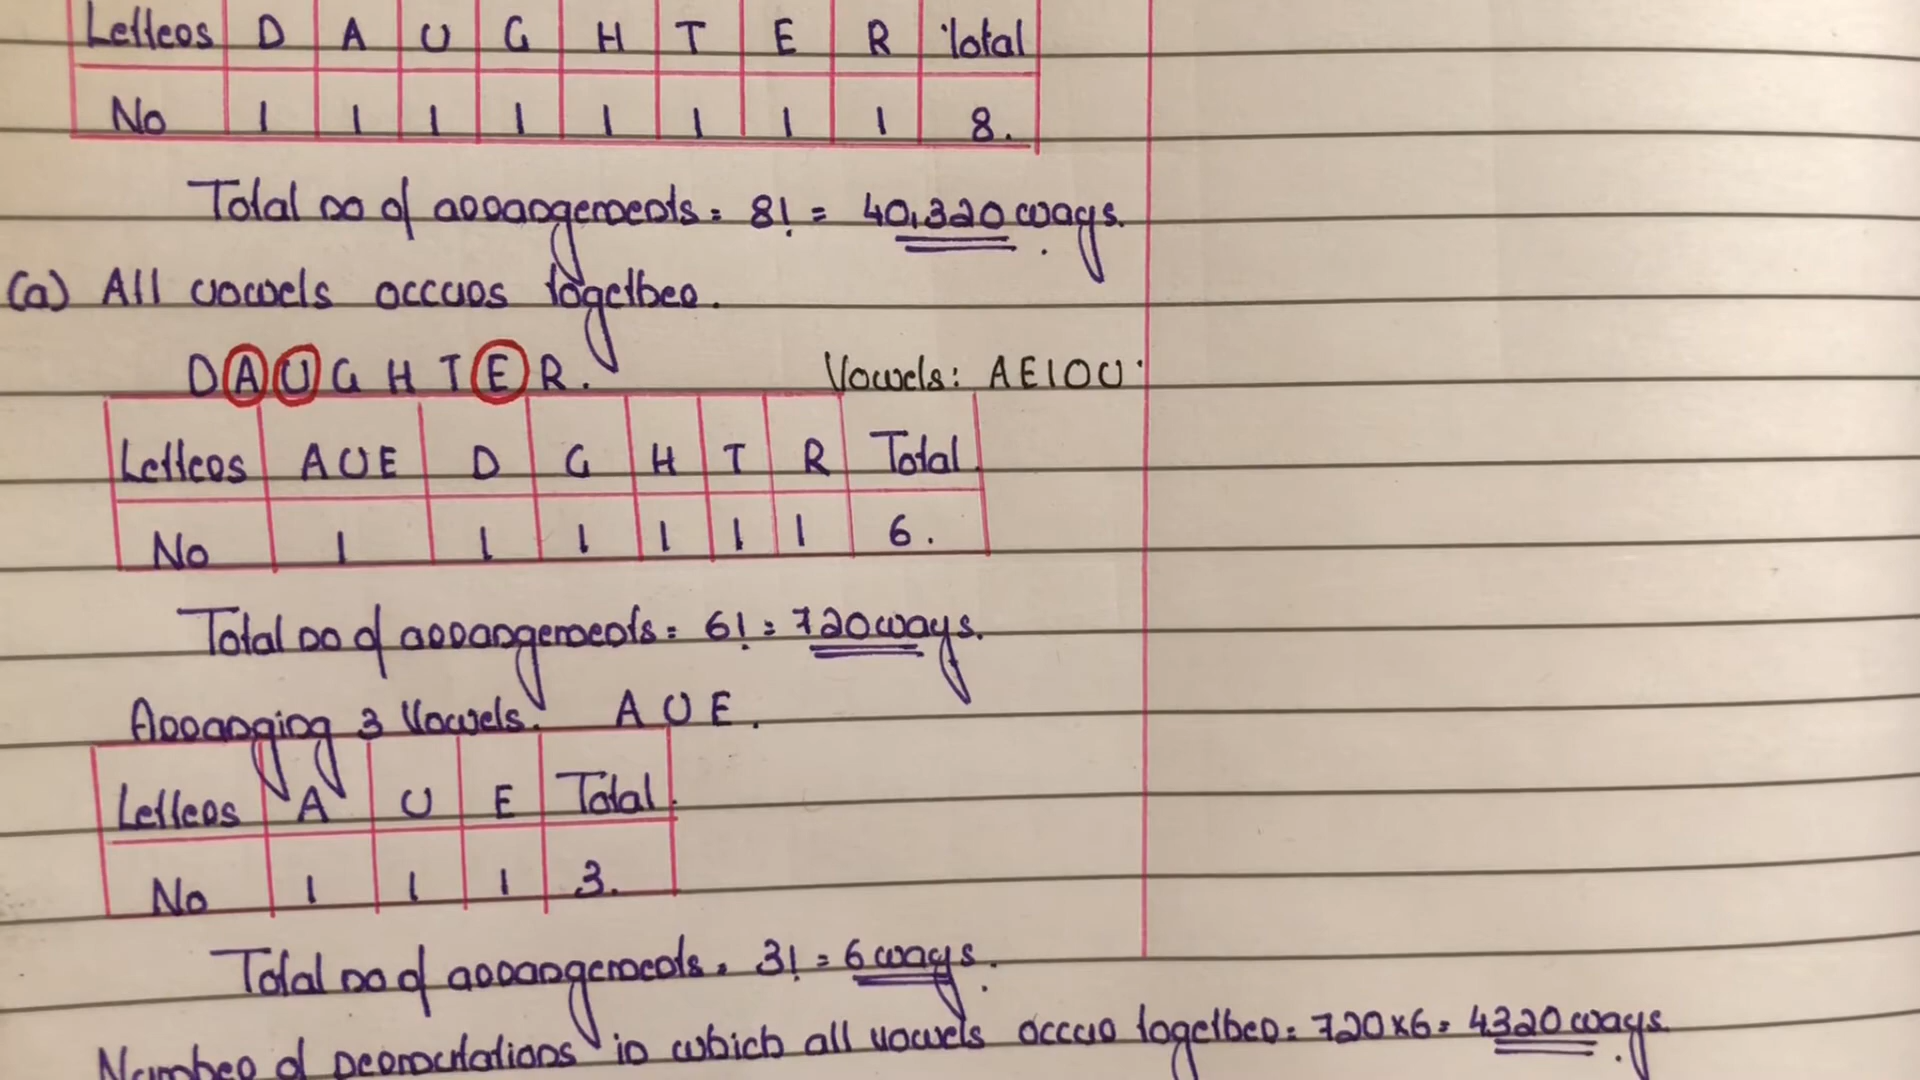 Letters D A U G H T E R Total
No 1 1 1 1 1 1 1 1 8.
Total no of arrangements = 8! = 40,320 ways.
(a) All vowels occurs together.
DAUGHTER. Vowels: AEIOU
Letters AUE D G H T R Total
No 1 1 1 1 1 1 6.
Total no of arrangements = 6! = 720 ways.
Arranging 3 Vowels. AUE.
Letters A U E Total
No 1 1 1 3.
Total no of arrangements = 3! = 6 ways.
Number of permutations in which all vowels occur together = 720×6 = 4320 ways.